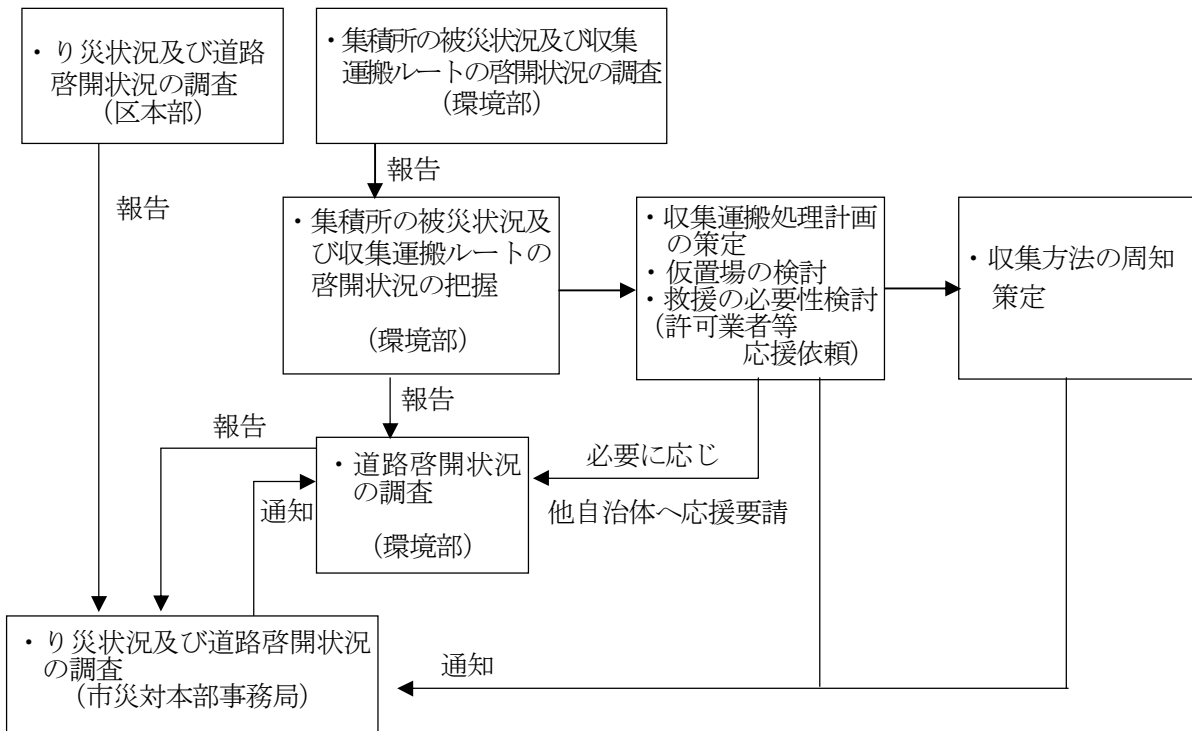 ・り災状況及び道路
啓開状況の調査
（区本部）
・集積所の被災状況及び収集
運搬ルートの啓開状況の調査
（環境部）
報告
報告
・集積所の被災状況及
び収集運搬ルートの
啓開状況の把握
（環境部）
・収集運搬処理計画
の策定
・仮置場の検討
・救援の必要性検討
（許可業者等
応援依頼）
・収集方法の周知
策定
報告
報告
・道路啓開状況
の調査
（環境部）
通知
必要に応じ
他自治体へ応援要請
・り災状況及び道路啓開状況
の調査
（市災対本部事務局）
通知